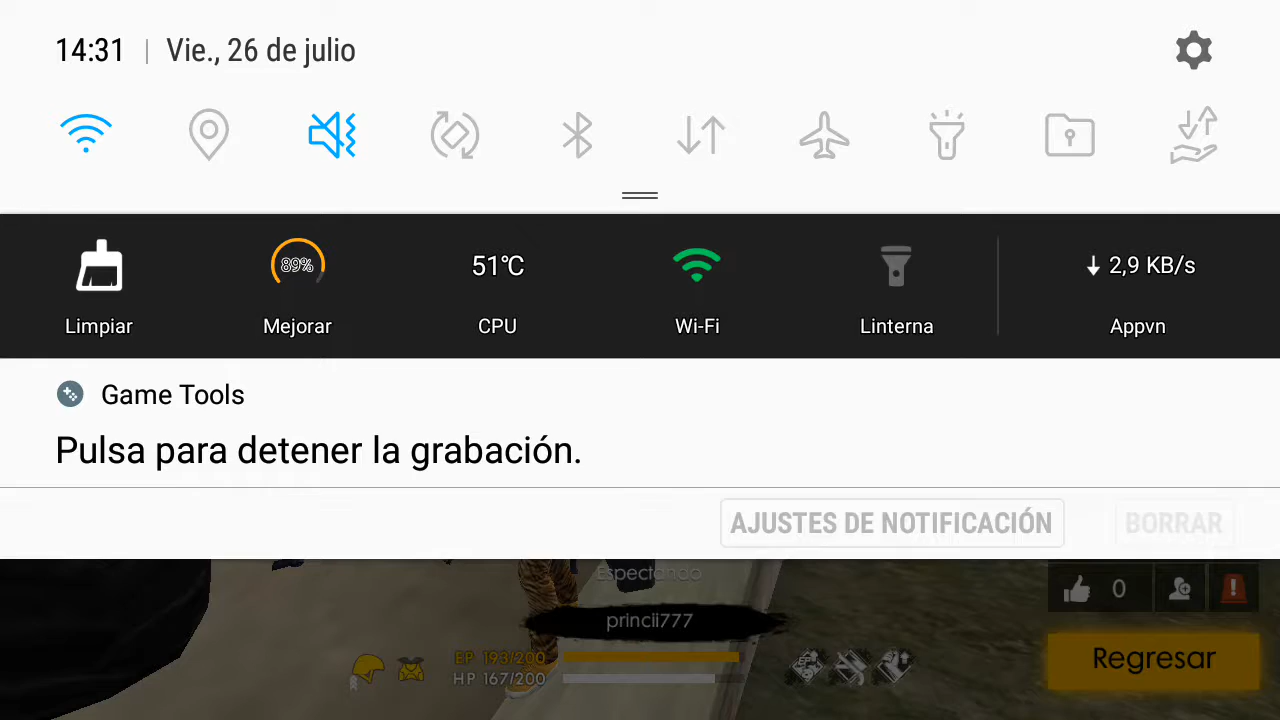 14:31 | Vie., 26 de julio
89%
51℃
2,9 KB/s
Limpiar
Mejorar
CPU
Wi-Fi
Linterna
Appvn
Game Tools
Pulsa para detener la grabación.
AJUSTES DE NOTIFICACIÓN
BORRAR
Espectando
princii777
0
EP 193/200
HP 167/200
Regresar